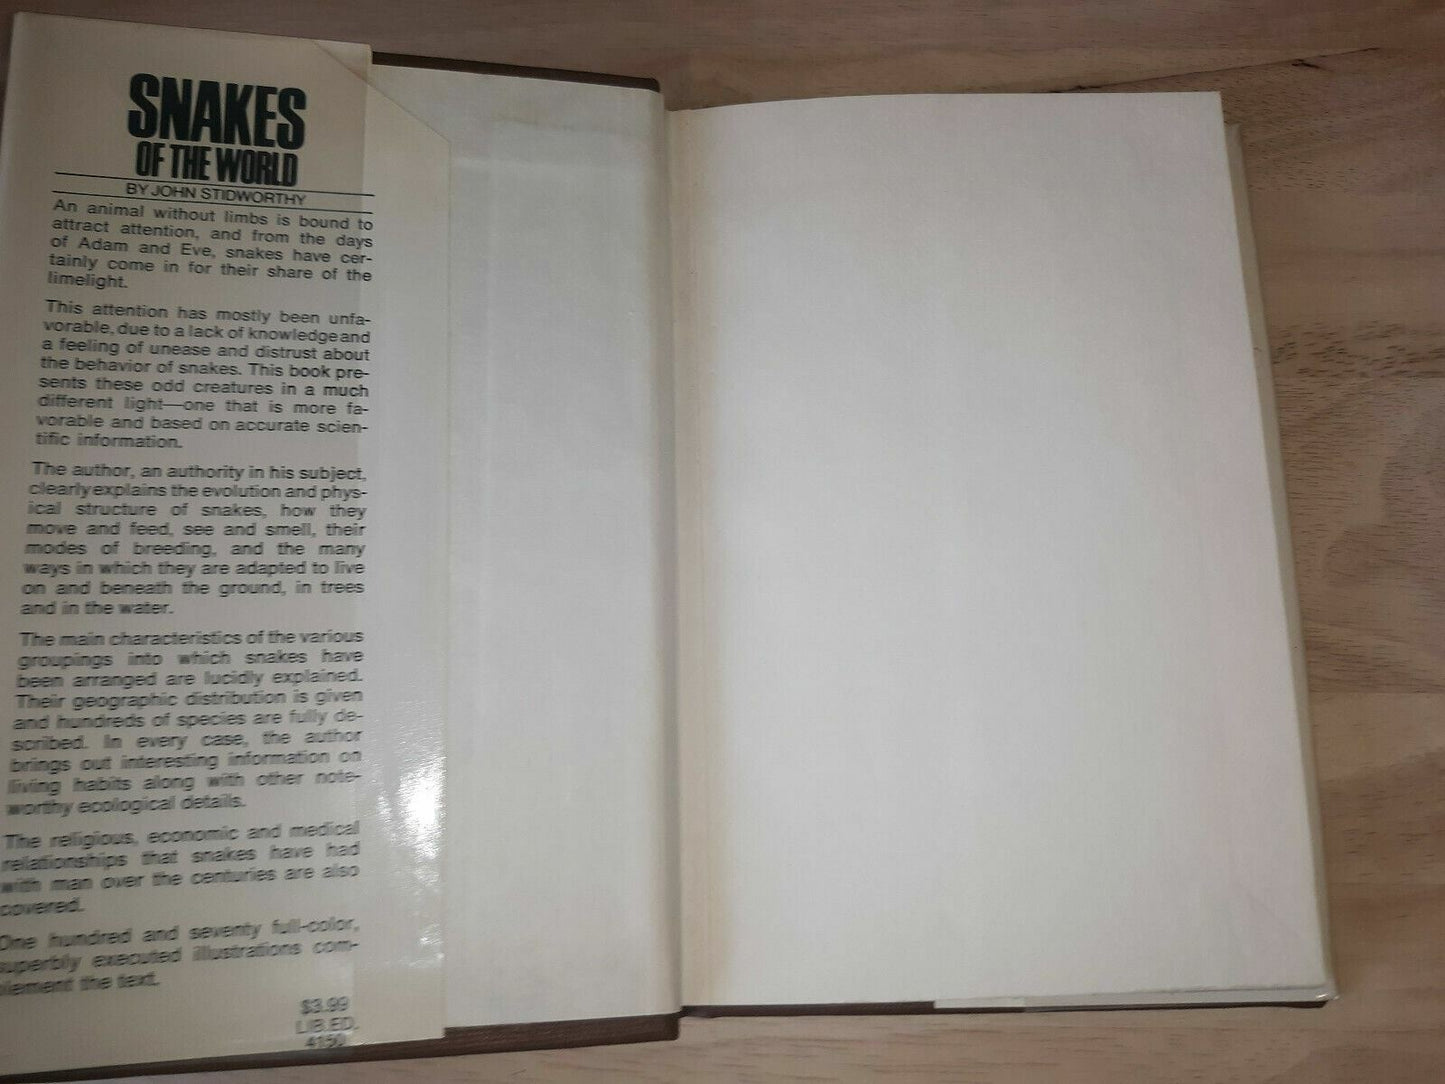 SNAKES
OF THE WORLD
BY JOHN STIDWORTHY
An animal without limbs is bound to
attract attention, and from the days
of Adam and Eve, snakes have cer-
tainly come in for their share of the
limelight.
This attention has mostly been unfa-
vorable, due to a lack of knowledge and
a feeling of unease and distrust about
the behavior of snakes. This book pre-
sents these odd creatures in a much
different light—one that is more fa-
vorable and based on accurate scien-
tific information.
The author, an authority in his subject,
clearly explains the evolution and phys-
ical structure of snakes, how they
move and feed, see and smell, their
modes of breeding, and the many
ways in which they are adapted to live
on and beneath the ground, in trees
and in the water.
The main characteristics of the various
groupings into which snakes have
been arranged are lucidly explained.
Their geographic distribution is given
and hundreds of species are fully de-
scribed. In every case, the author
brings out interesting information on
living habits along with other note-
worthy ecological details.
The religious, economic and medical
relationships that snakes have had
with man over the centuries are also
covered.
One hundred and seventy full-color,
superbly executed illustrations com-
plement the text.
$3.99
LIB.ED.
4150